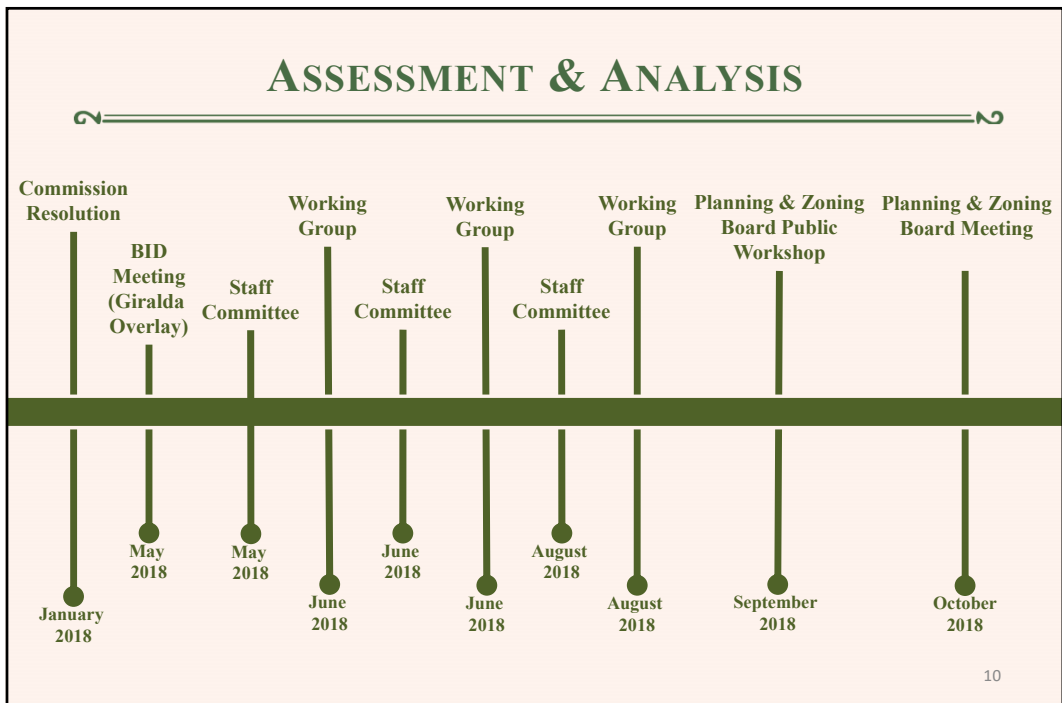 ASSESSMENT & ANALYSIS
Commission
Resolution
January
2018
BID
Meeting
(Giralda
Overlay)
May
2018
Staff
Committee
May
2018
Working
Group
June
2018
Staff
Committee
June
2018
Working
Group
June
2018
Staff
Committee
August
2018
Working
Group
August
2018
Planning & Zoning
Board Public
Workshop
September
2018
Planning & Zoning
Board Meeting
October
2018
10